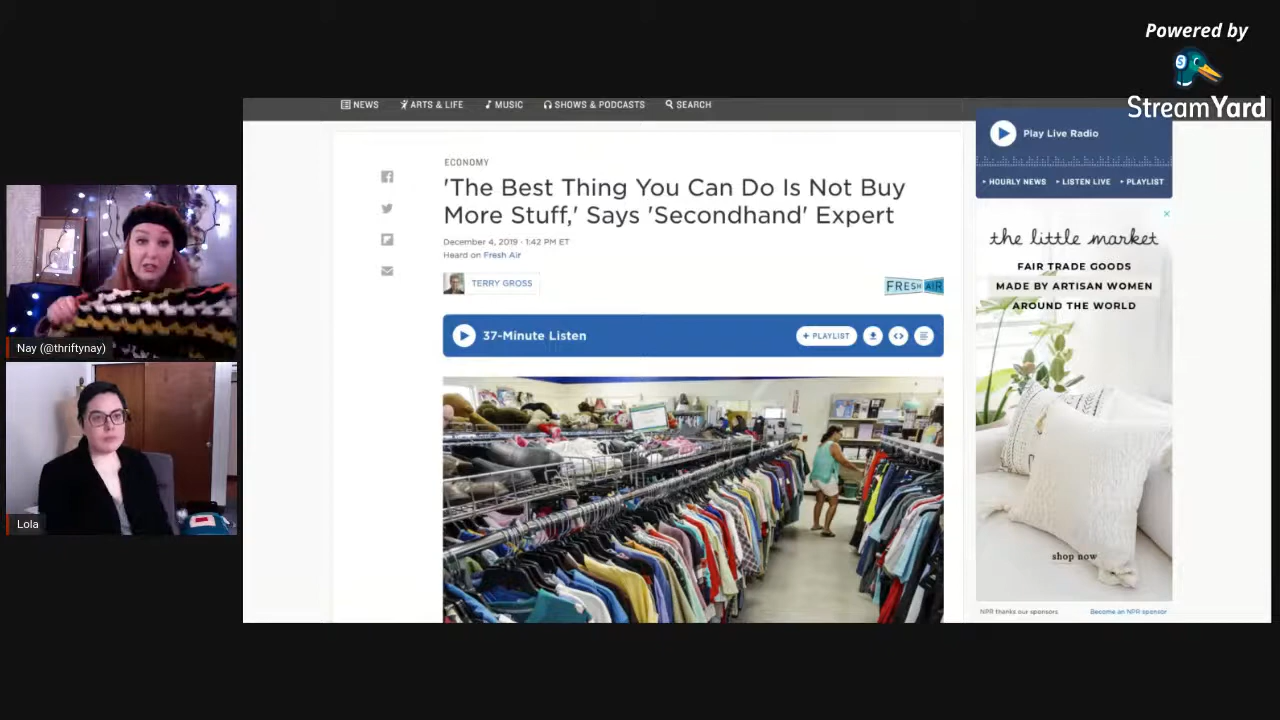 Powered by
StreamYard
NEWS
ARTS & LIFE
MUSIC
SHOWS & PODCASTS
SEARCH
ECONOMY
'The Best Thing You Can Do Is Not Buy
More Stuff,' Says 'Secondhand' Expert
December 4, 2019 · 1:42 PM ET
Heard on Fresh Air
TERRY GROSS
FRESH AIR
37-Minute Listen
+ PLAYLIST
Play Live Radio
HOURLY NEWS
LISTEN LIVE
PLAYLIST
the little market
FAIR TRADE GOODS
MADE BY ARTISAN WOMEN
AROUND THE WORLD
shop now
NPR thanks our sponsors
Become an NPR sponsor
Nay (@thriftynay)
Lola